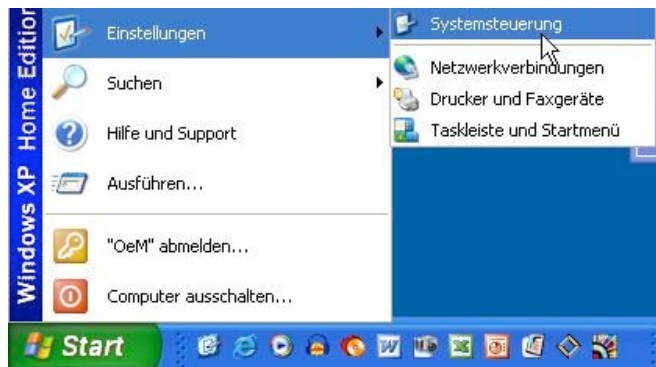 Windows XP Home Edition
Einstellungen
Suchen
Hilfe und Support
Ausführen...
"OeM" abmelden...
Computer ausschalten...
Systemsteuerung
Netzwerkverbindungen
Drucker und Faxgeräte
Taskleiste und Startmenü
Start